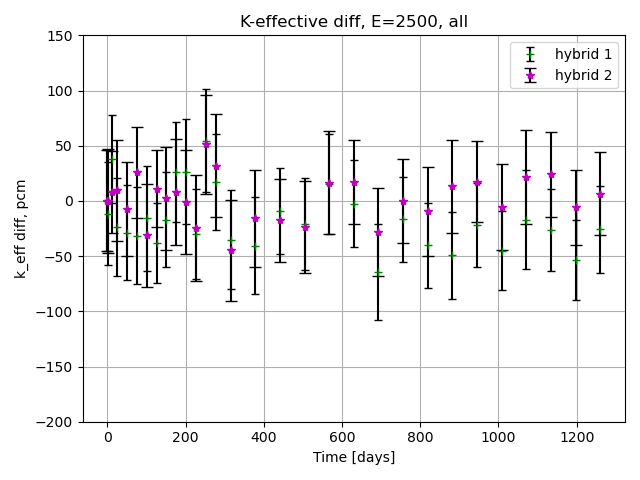 K-effective diff, E=2500, all
hybrid 1
hybrid 2
k_eff diff, pcm
150
100
50
0
−50
−100
−150
−200
0 200 400 600 800 1000 1200
Time [days]